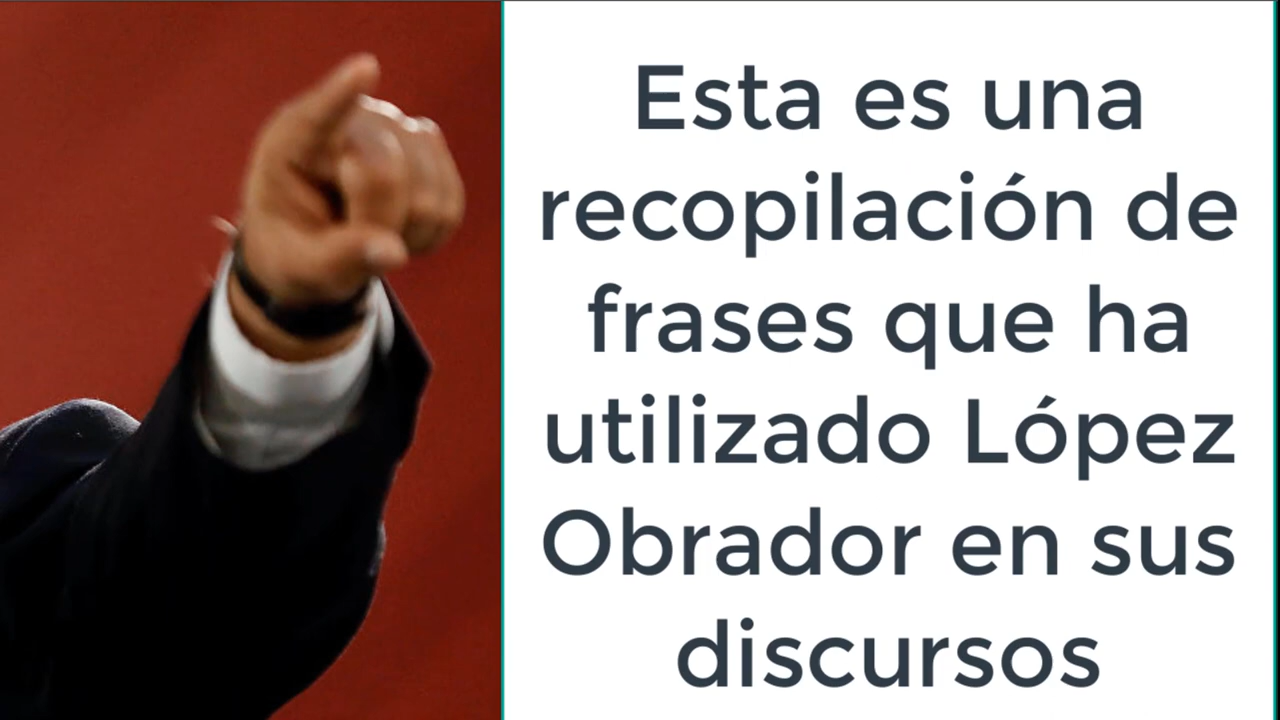 Esta es una
recopilación de
frases que ha
utilizado López
Obrador en sus
discursos